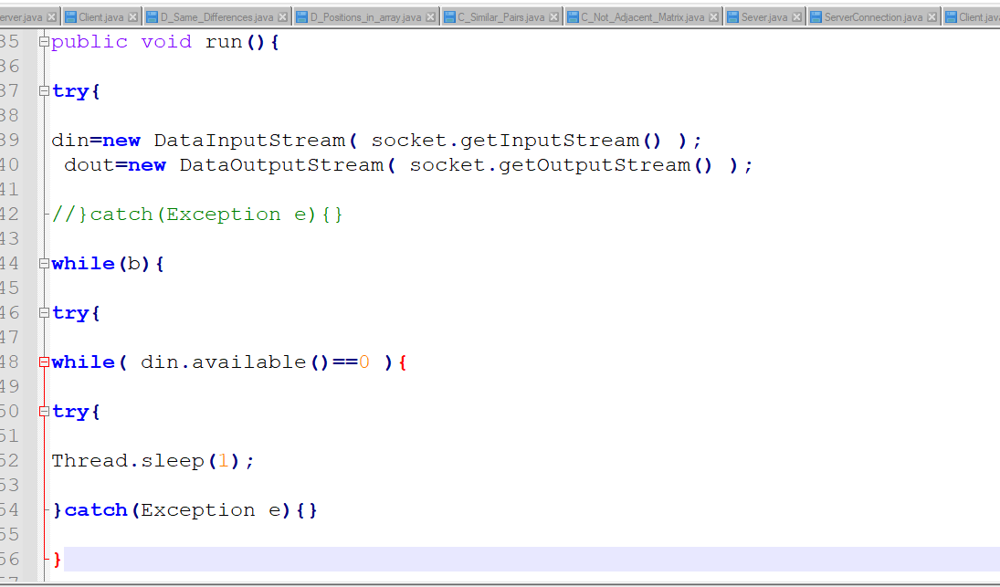 erver.java Client.java D_Same_Differences.java D_Positions_in_array.java C_Similar_Pairs.java C_Not_Adjacent_Matrix.java Sever.java ServerConnection.java Client.jav
35 public void run(){
36
37 try{
38
39 din=new DataInputStream( socket.getInputStream() );
40 dout=new DataOutputStream( socket.getOutputStream() );
41
42 //}catch(Exception e){}
43
44 while(b){
45
46 try{
47
48 while( din.available()==0 ){
49
50 try{
51
52 Thread.sleep(1);
53
54 }catch(Exception e){}
55
56 }
57